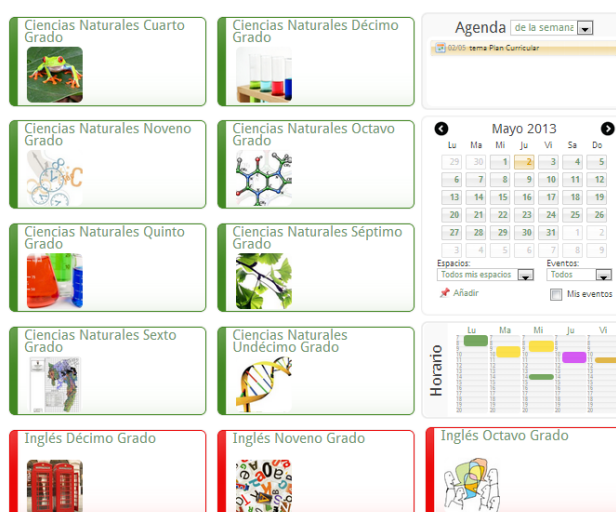 Ciencias Naturales Cuarto
Grado
Ciencias Naturales Décimo
Grado
Agenda de la semana
02/05 tema Plan Curricular
Ciencias Naturales Noveno
Grado
Ciencias Naturales Octavo
Grado
Mayo 2013
Lu Ma Mi Ju Vi Sa Do
29 30 1 2 3 4 5
6 7 8 9 10 11 12
13 14 15 16 17 18 19
20 21 22 23 24 25 26
27 28 29 30 31 1 2
3 4 5 6 7 8 9
Espacios: Eventos:
Todos mis espacios Todos
Añadir Mis eventos
Ciencias Naturales Quinto
Grado
Ciencias Naturales Séptimo
Grado
Ciencias Naturales Sexto
Grado
Ciencias Naturales
Undécimo Grado
Horario
Lu Ma Mi Ju Vi
Inglés Décimo Grado
Inglés Noveno Grado
Inglés Octavo Grado